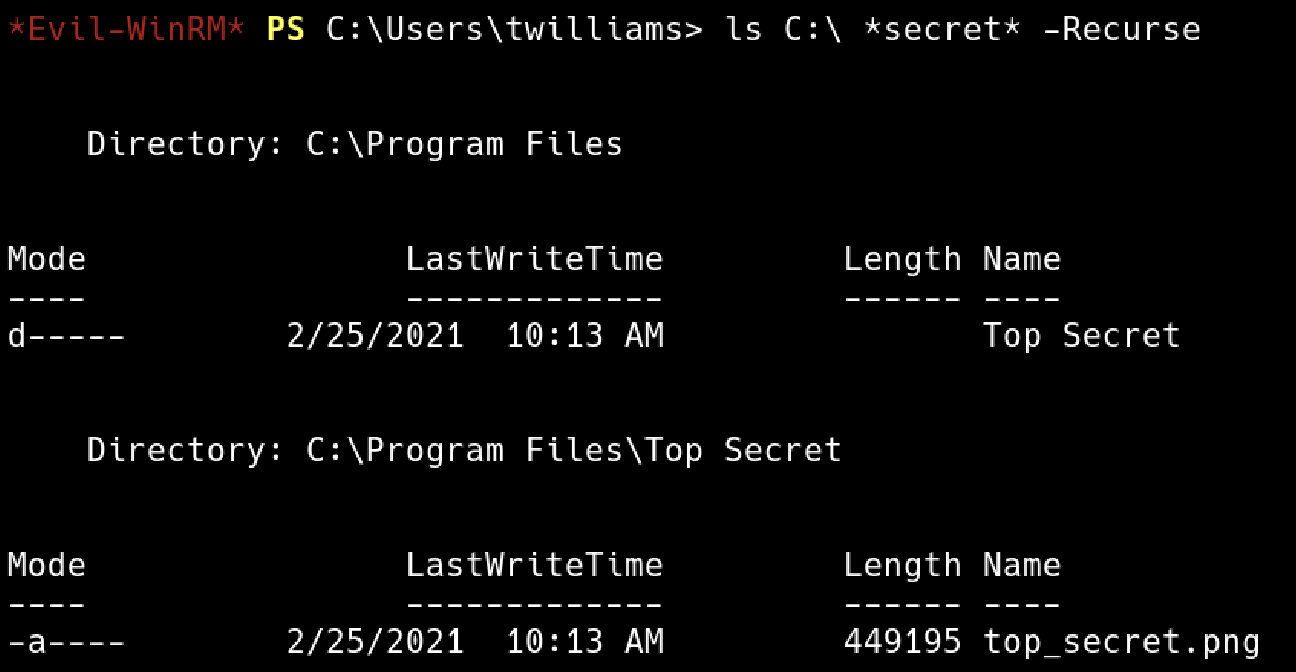 *Evil-WinRM* PS C:\Users\twilliams> ls C:\ *secret* -Recurse
Directory: C:\Program Files
Mode                LastWriteTime         Length Name
----                -------------         ------ ----
d-----        2/25/2021  10:13 AM                Top Secret
Directory: C:\Program Files\Top Secret
Mode                LastWriteTime         Length Name
----                -------------         ------ ----
-a----        2/25/2021  10:13 AM         449195 top_secret.png